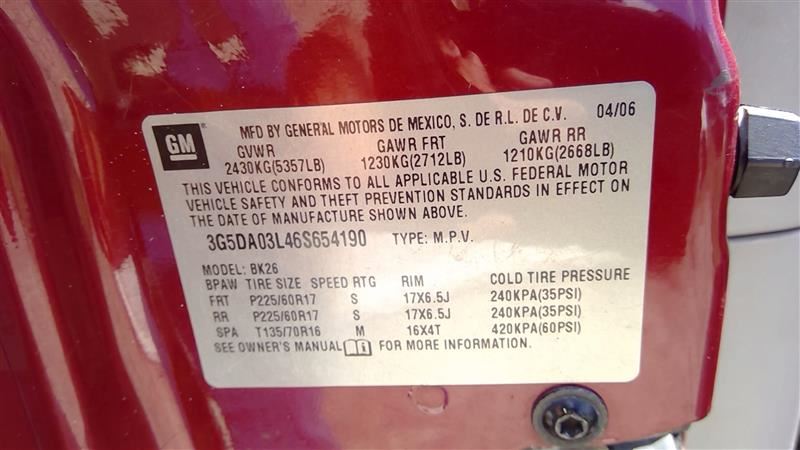 GM
MFD BY GENERAL MOTORS DE MEXICO, S. DE R.L. DE C.V. 04/06
GVWR GAWR FRT GAWR RR
2430KG(5357LB) 1230KG(2712LB) 1210KG(2668LB)
THIS VEHICLE CONFORMS TO ALL APPLICABLE U.S. FEDERAL MOTOR
VEHICLE SAFETY AND THEFT PREVENTION STANDARDS IN EFFECT ON
THE DATE OF MANUFACTURE SHOWN ABOVE.
3G5DA03L46S654190 TYPE: M.P.V.
MODEL: BK26
BPAW TIRE SIZE SPEED RTG RIM COLD TIRE PRESSURE
FRT P225/60R17 S 17X6.5J 240KPA(35PSI)
RR P225/60R17 S 17X6.5J 240KPA(35PSI)
SPA T135/70R16 M 16X4T 420KPA(60PSI)
SEE OWNER'S MANUAL FOR MORE INFORMATION.